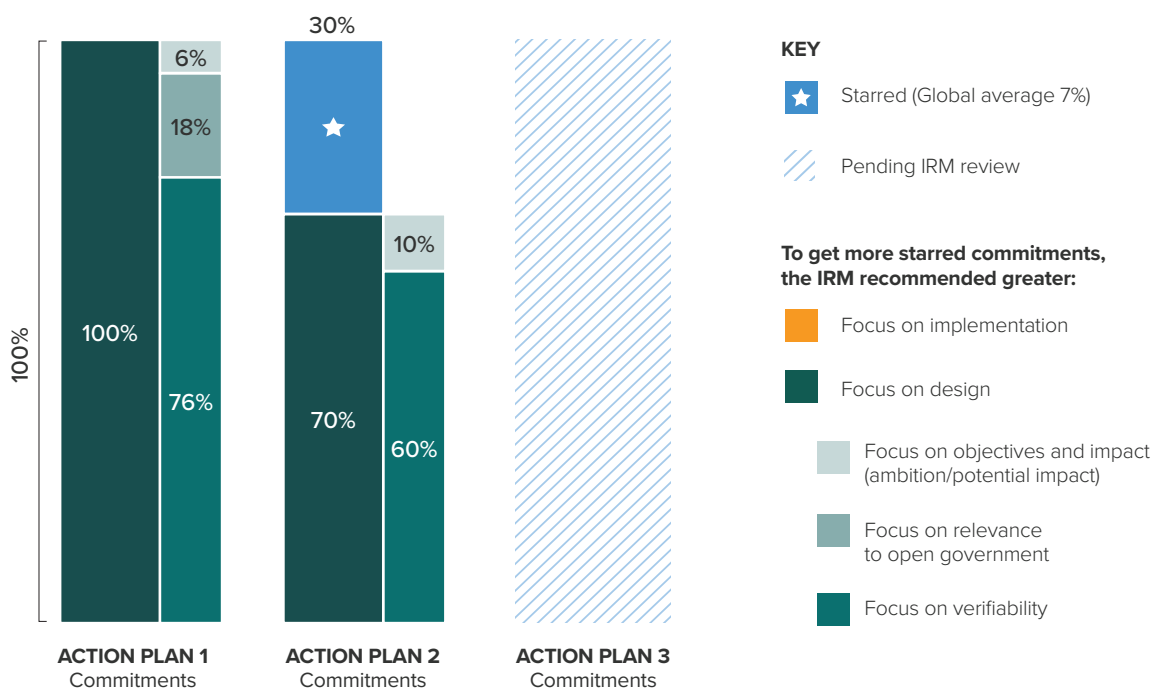 100%
100%
6%
18%
76%
ACTION PLAN 1
Commitments
30%
70%
10%
60%
ACTION PLAN 2
Commitments
ACTION PLAN 3
Commitments
KEY
Starred (Global average 7%)
Pending IRM review
To get more starred commitments,
the IRM recommended greater:
Focus on implementation
Focus on design
Focus on objectives and impact
(ambition/potential impact)
Focus on relevance
to open government
Focus on verifiability